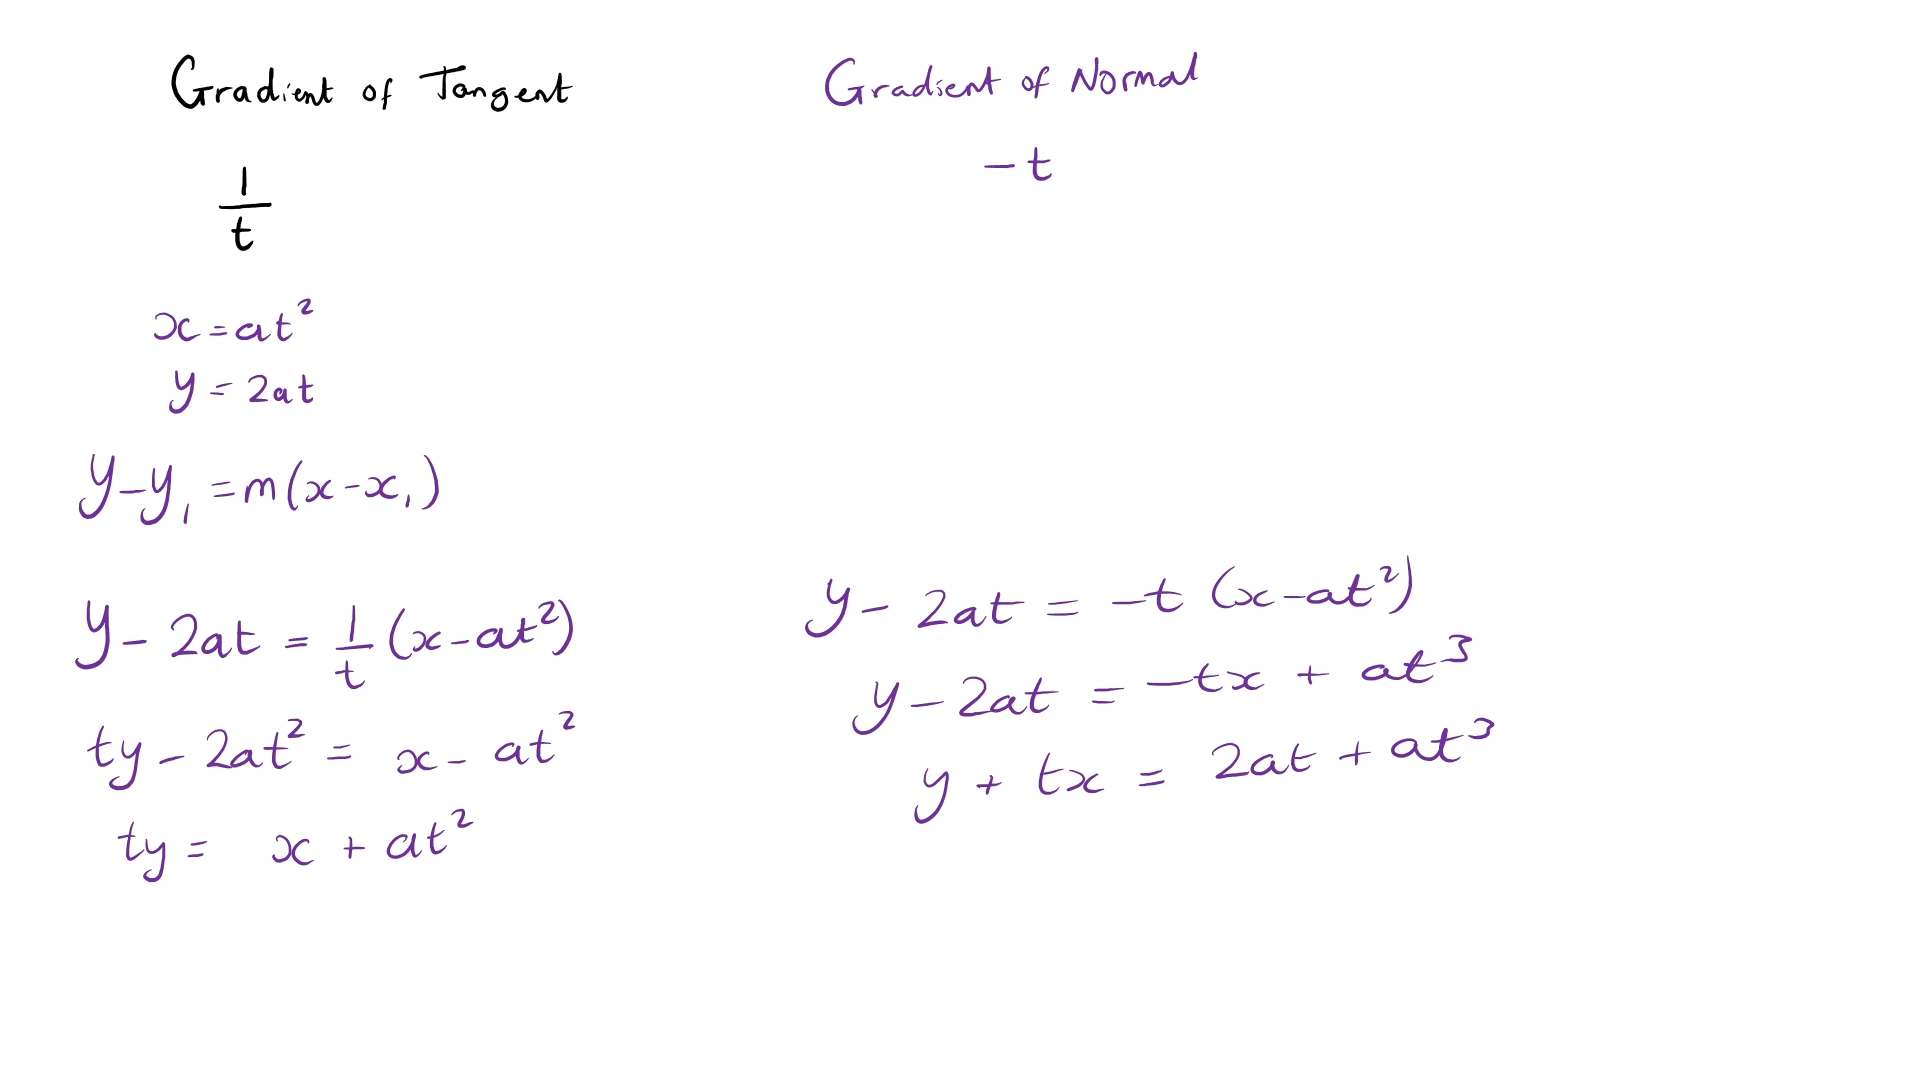 Gradient of Tangent
1/t
x = at²
y = 2at
y - y₁ = m(x - x₁)
y - 2at = 1/t (x - at²)
ty - 2at² = x - at²
ty = x + at²
Gradient of Normal
- t
y - 2at = -t (x - at²)
y - 2at = -tx + at³
y + tx = 2at + at³